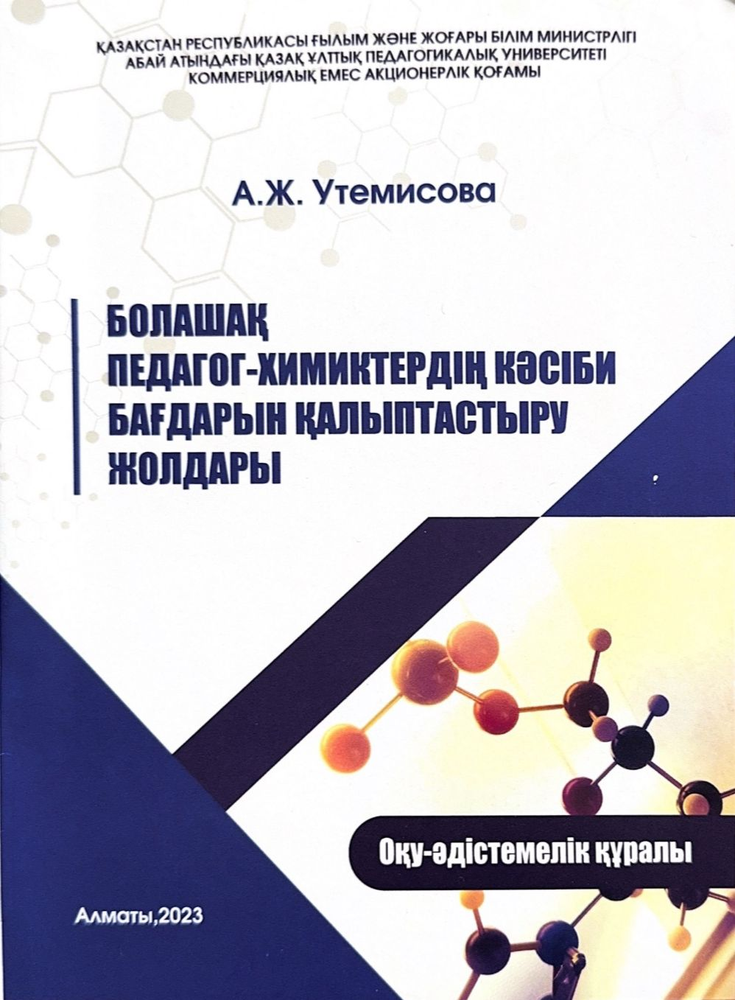 ҚАЗАҚСТАН РЕСПУБЛИКАСЫ ҒЫЛЫМ ЖӘНЕ ЖОҒАРЫ БІЛІМ МИНИСТРЛІГІ
АБАЙ АТЫНДАҒЫ ҚАЗАҚ ҰЛТТЫҚ ПЕДАГОГИКАЛЫҚ УНИВЕРСИТЕТІ
КОММЕРЦИЯЛЫҚ ЕМЕС АКЦИОНЕРЛІК ҚОҒАМЫ
А.Ж. Утемисова
БОЛАШАҚ
ПЕДАГОГ-ХИМИКТЕРДІҢ КӘСІБИ
БАҒДАРЫН ҚАЛЫПТАСТЫРУ
ЖОЛДАРЫ
Оқу-әдістемелік құралы
Алматы,2023